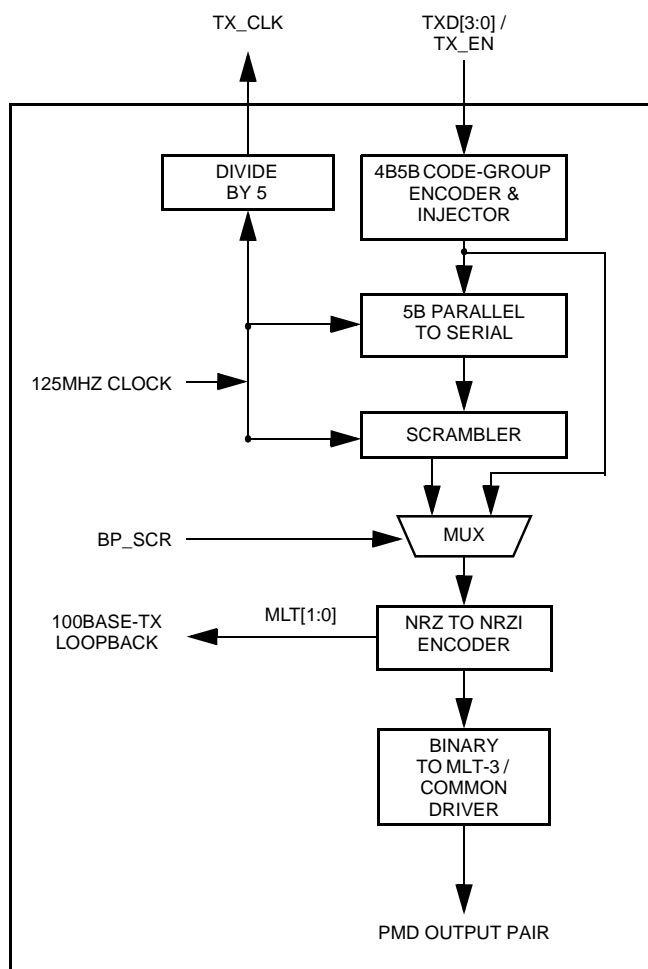 TX_CLK
TXD[3:0] /
TX_EN
DIVIDE
BY 5
4B5B CODE-GROUP
ENCODER &
INJECTOR
5B PARALLEL
TO SERIAL
125MHZ CLOCK
SCRAMBLER
BP_SCR
MUX
100BASE-TX
LOOPBACK
MLT[1:0]
NRZ TO NRZI
ENCODER
BINARY
TO MLT-3 /
COMMON
DRIVER
PMD OUTPUT PAIR